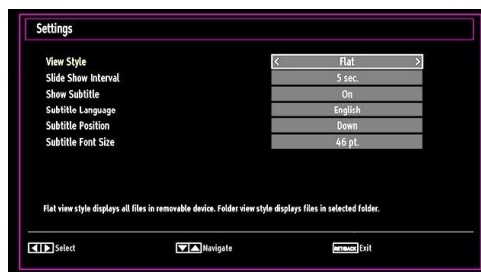 Settings
View Style < Flat >
Slide Show Interval 5 sec.
Show Subtitle On
Subtitle Language English
Subtitle Position Down
Subtitle Font Size 46 pt.
Flat view style displays all files in removable device. Folder view style displays files in selected folder.
Select Navigate RET/BACK Exit